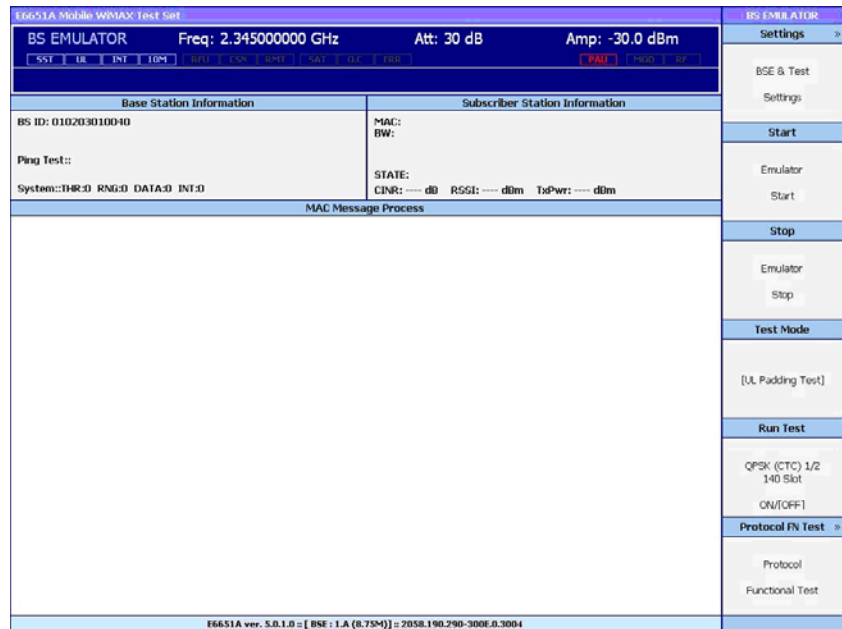 E6651A Mobile WiMAX Test Set
BS EMULATOR Freq: 2.345000000 GHz Att: 30 dB Amp: -30.0 dBm
SST UL INT 10M RFU ESN RMT SAT OLC ERR PAU MOD RF
Base Station Information
BS ID: 010203010040
Ping Test::
System::THR:0 RNG:0 DATA:0 INT:0
Subscriber Station Information
MAC:
BW:
STATE:
CINR: ---- dB RSSI: ---- dBm TxPwr: ---- dBm
MAC Message Process
E6651A ver. 5.0.1.0 :: [ BSE : 1.A (8.75M)] :: 2058.190.290-300E.0.3004
BS EMULATOR
Settings »
BSE & Test
Settings
Start
Emulator
Start
Stop
Emulator
Stop
Test Mode
[UL Padding Test]
Run Test
QPSK (CTC) 1/2
140 Slot
ON/[OFF]
Protocol FN Test »
Protocol
Functional Test